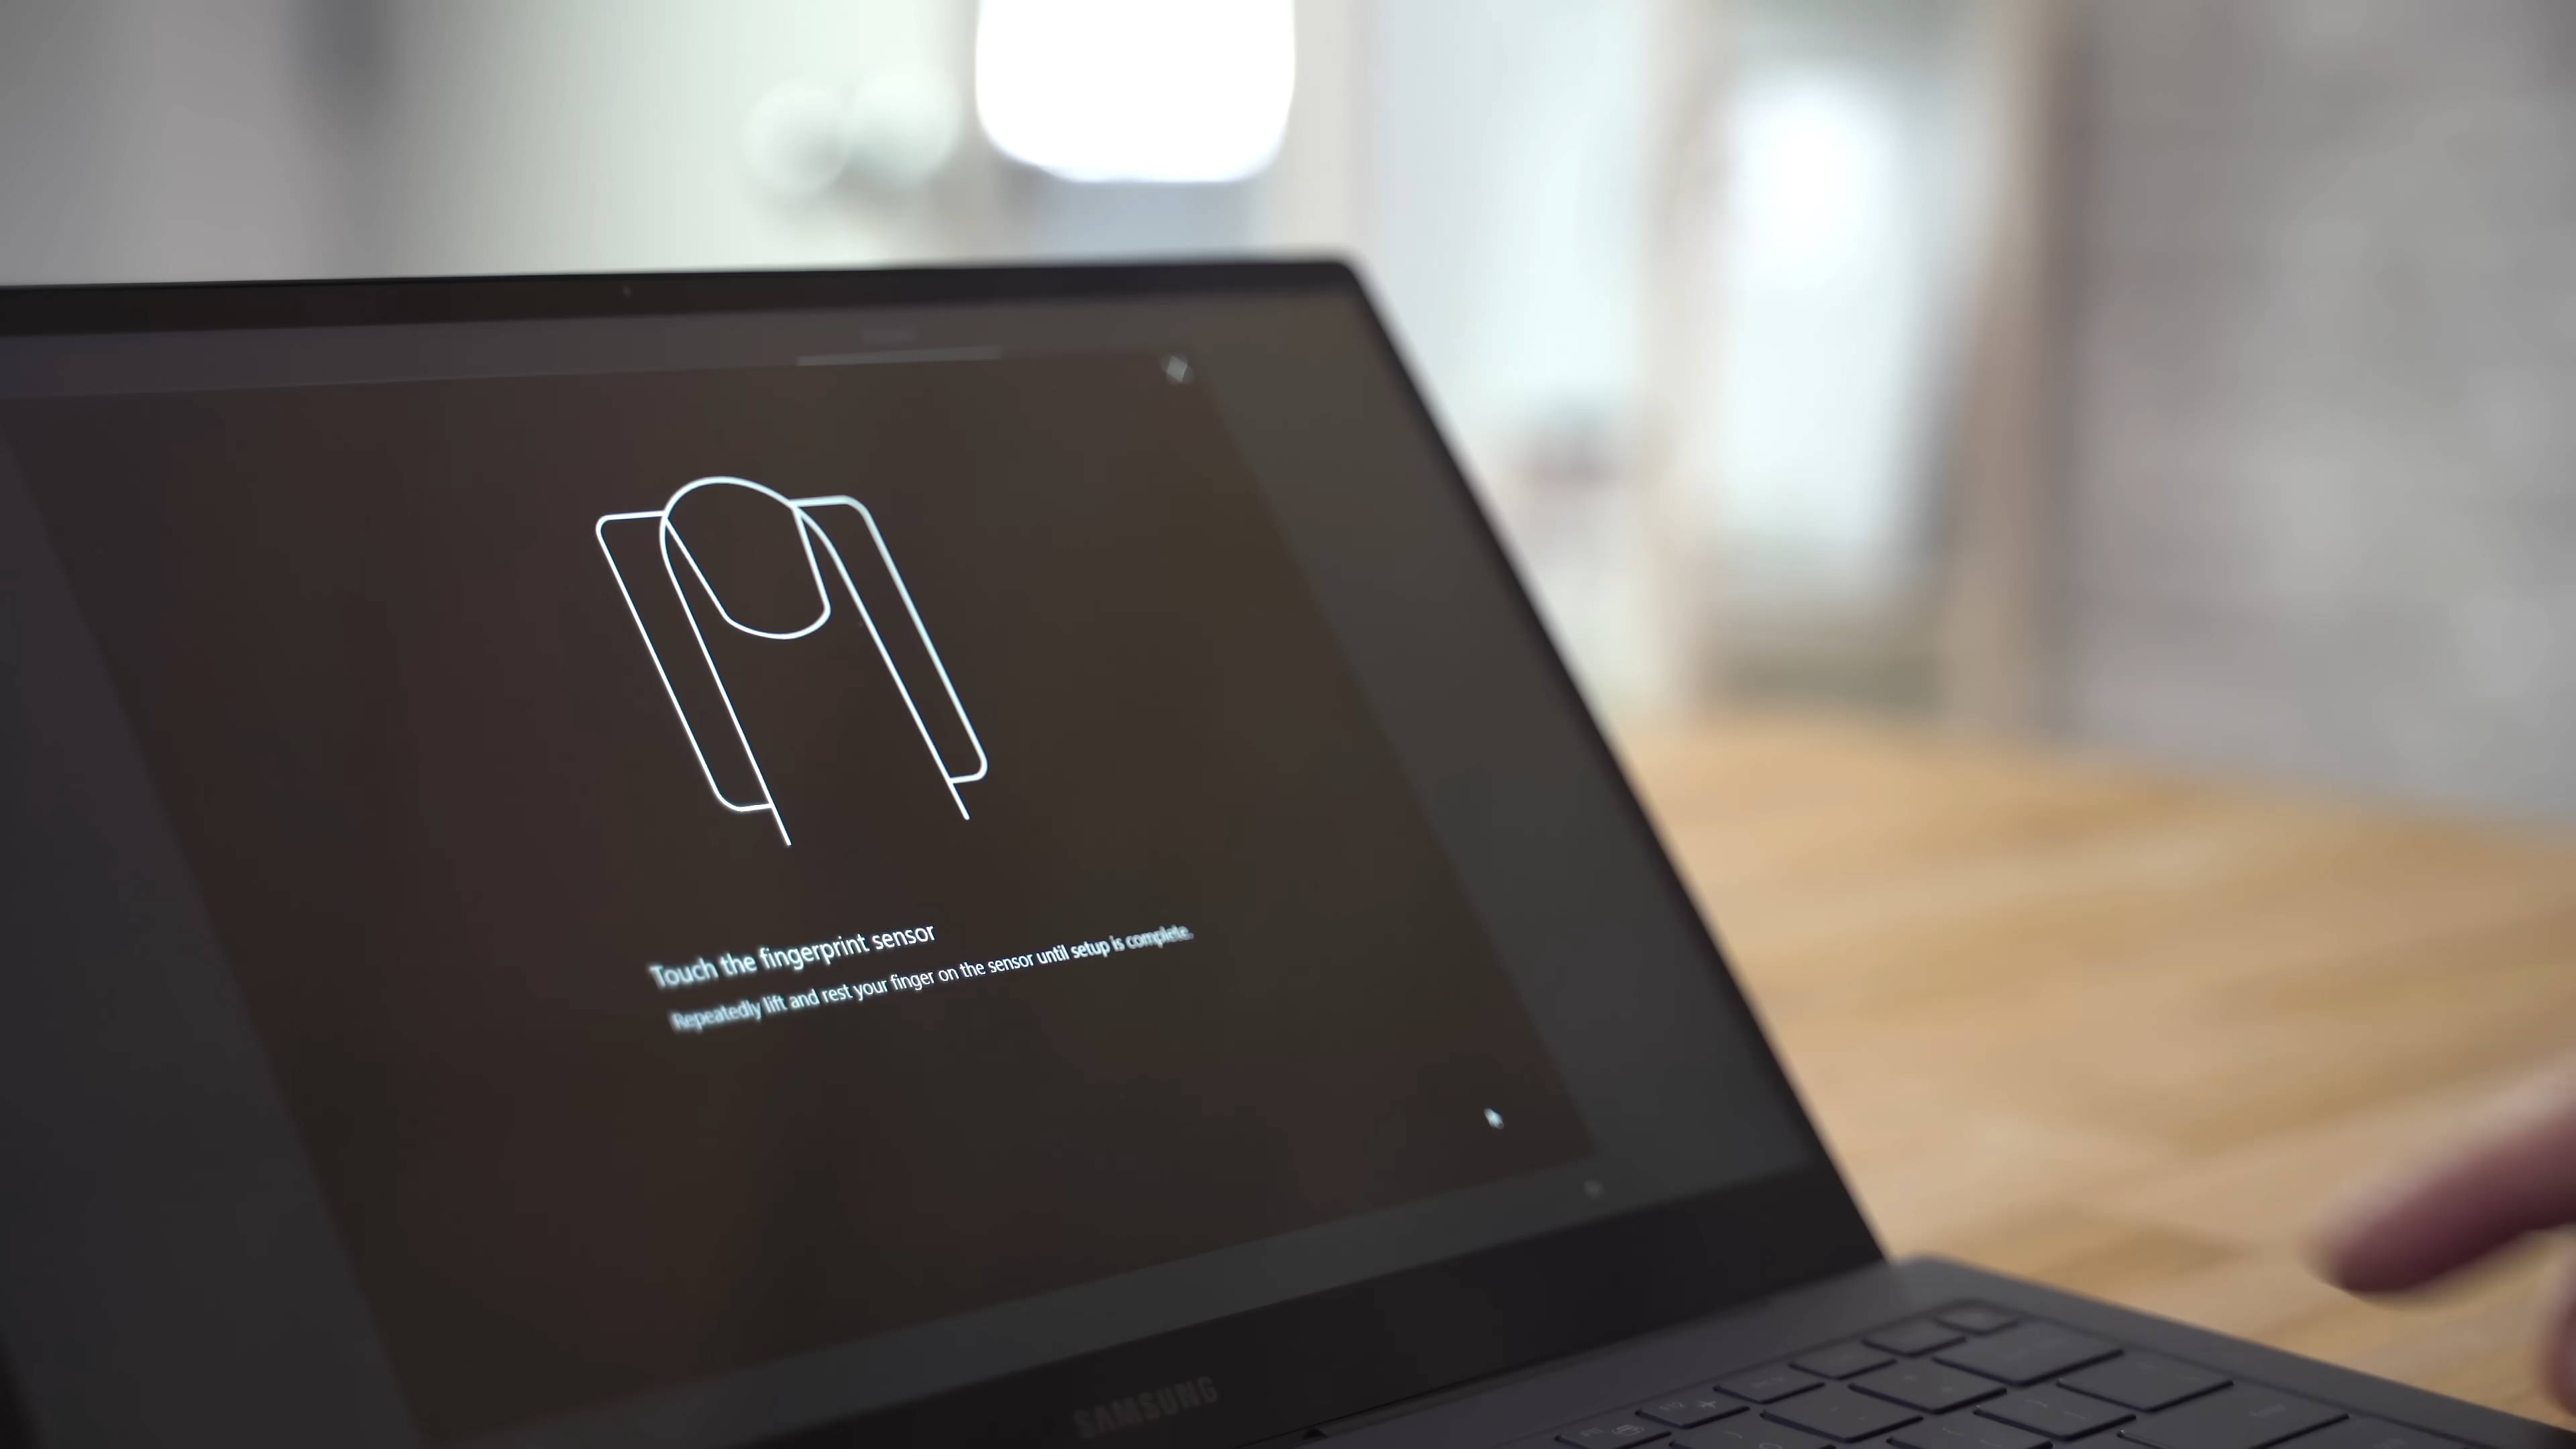 Touch the fingerprint sensor
Repeatedly lift and rest your finger on the sensor until setup is complete.
SAMSUNG